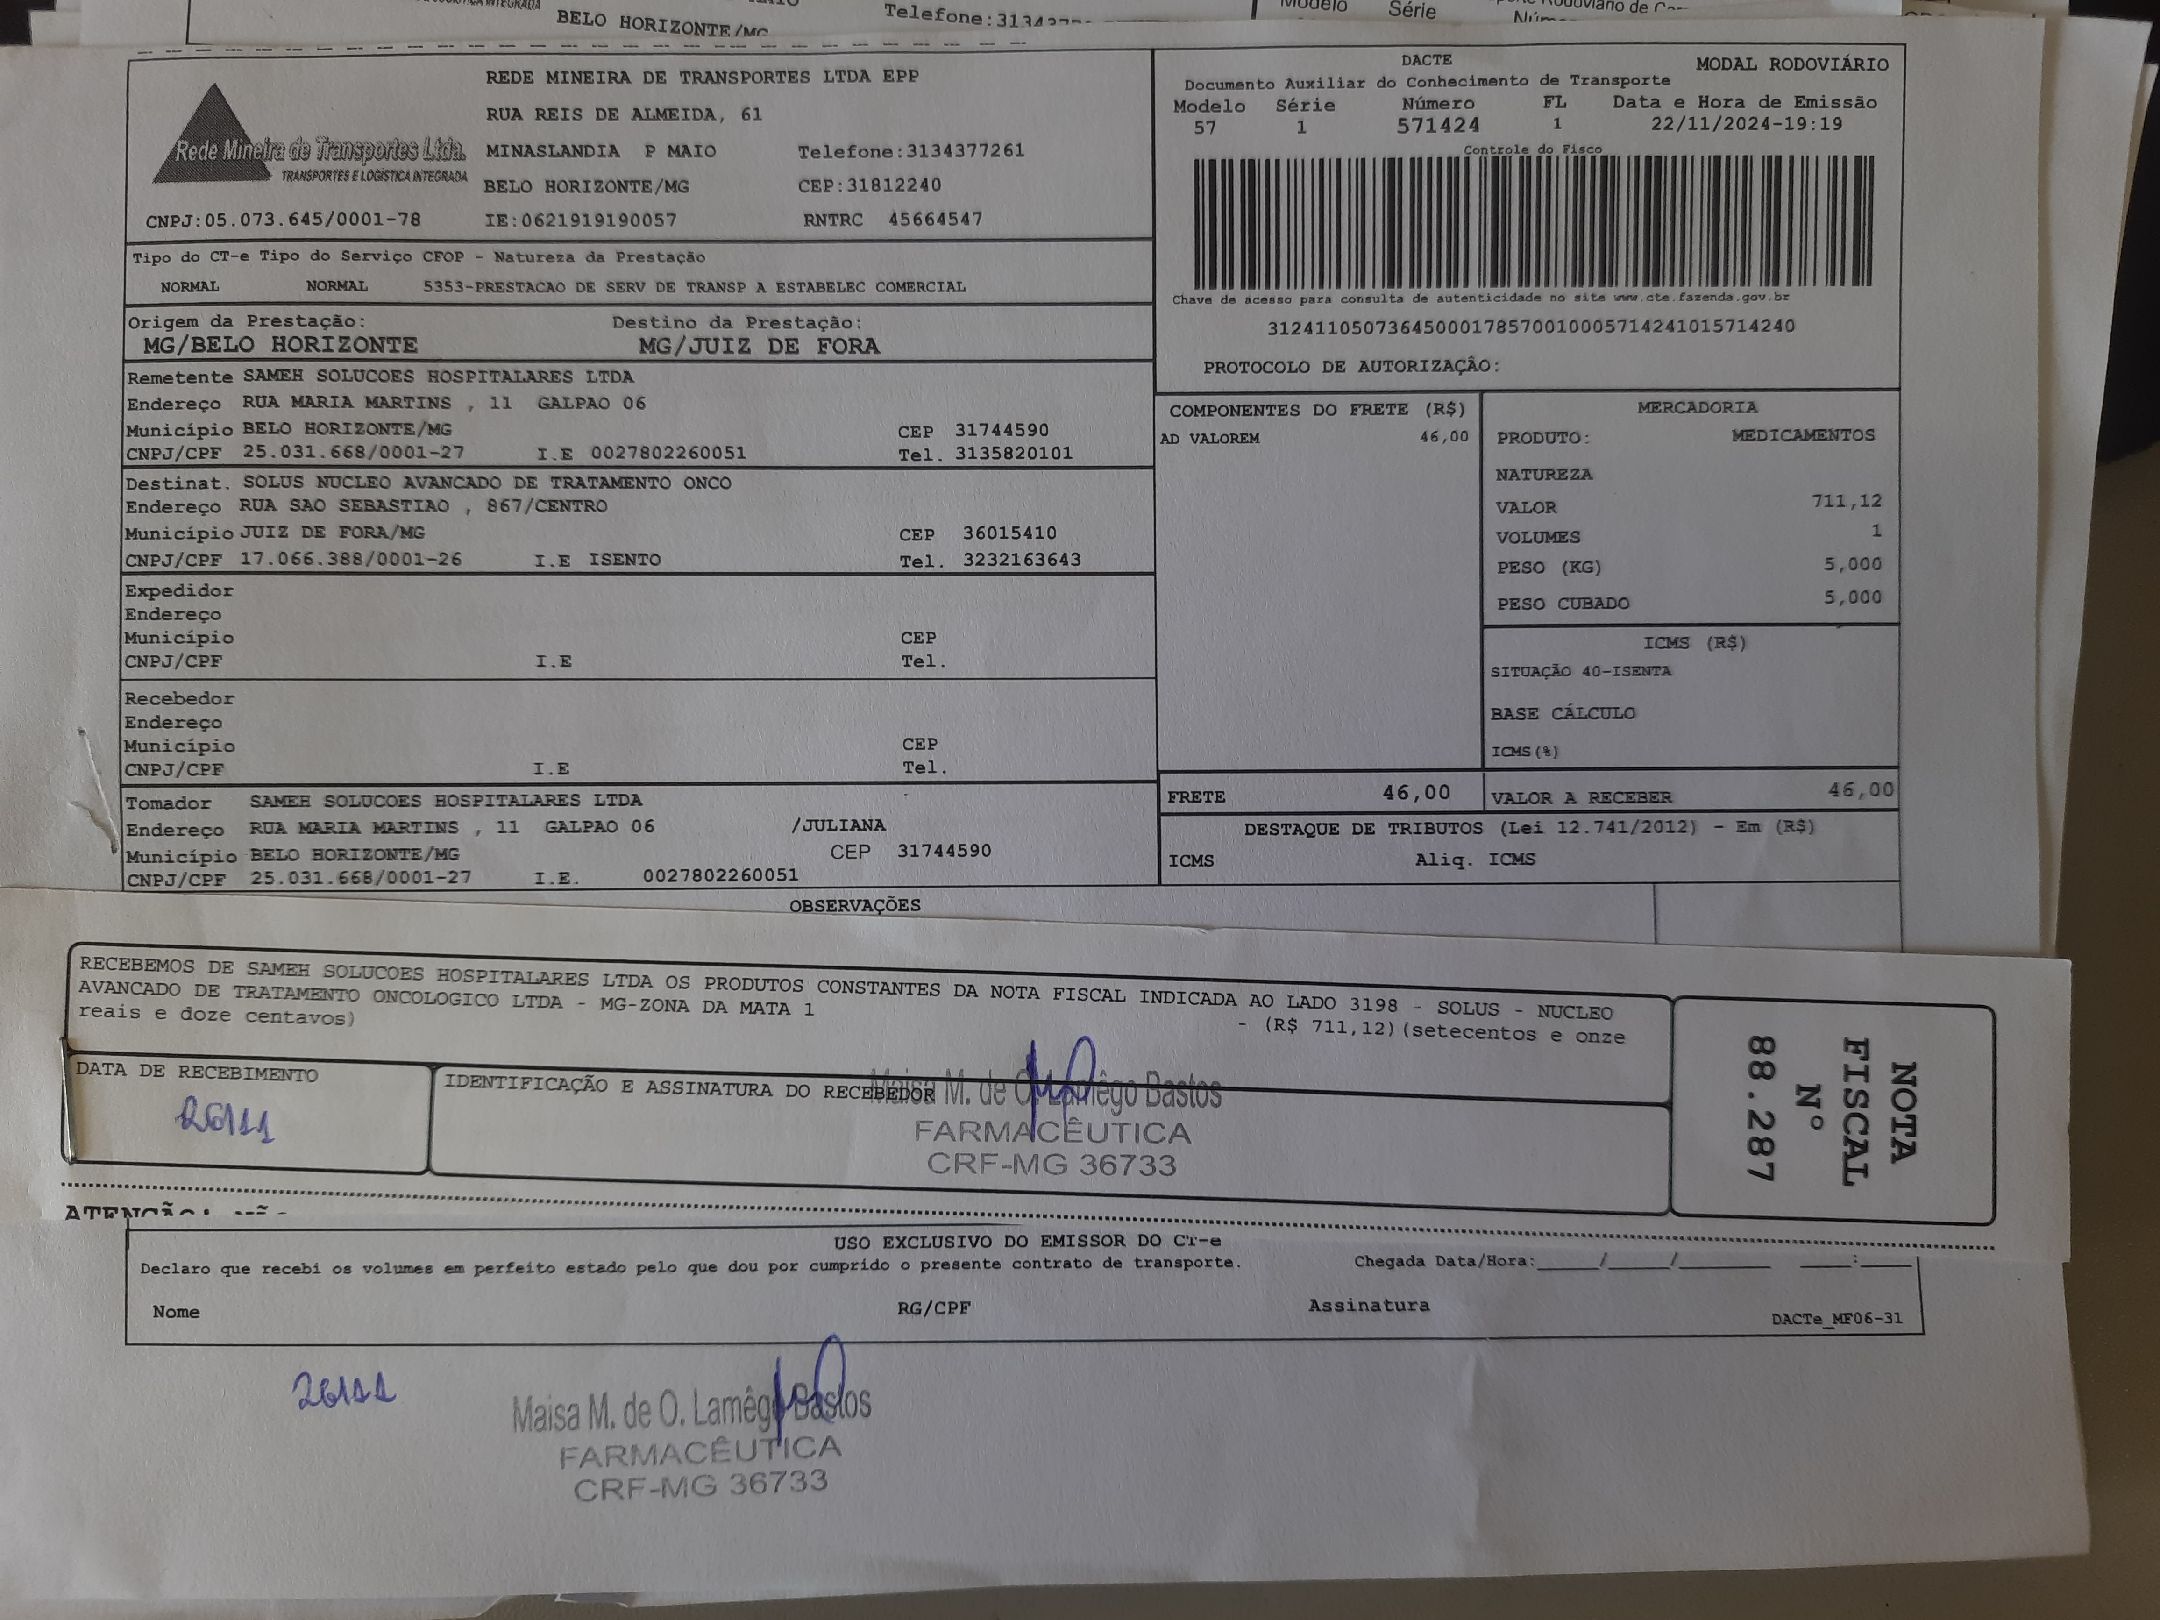 BELO HORIZONTE/MG
Modelo Série
REDE MINEIRA DE TRANSPORTES LTDA EPP
RUA REIS DE ALMEIDA, 61
Rede Mineira de Transportes Ltda.
TRANSPORTES E LOGISTICA INTEGRADA
MINASLANDIA P MAIO Telefone:3134377261
BELO HORIZONTE/MG CEP:31812240
CNPJ:05.073.645/0001-78 IE:0621919190057 RNTRC 45664547
DACTE
MODAL RODOVIÁRIO
Documento Auxiliar do Conhecimento de Transporte
Modelo Série Número FL Data e Hora de Emissão
57 1 571424 1 22/11/2024-19:19
Controle do Fisco
Chave de acesso para consulta de autenticidade no site www.cte.fazenda.gov.br
31241105073645000178570010005714241015714240
PROTOCOLO DE AUTORIZAÇÃO:
Tipo do CT-e Tipo do Serviço CFOP - Natureza da Prestação
NORMAL NORMAL 5353-PRESTACAO DE SERV DE TRANSP A ESTABELEC COMERCIAL
Origem da Prestação: Destino da Prestação:
MG/BELO HORIZONTE MG/JUIZ DE FORA
Remetente SAMEH SOLUCOES HOSPITALARES LTDA
Endereço RUA MARIA MARTINS , 11 GALPAO 06
Município BELO HORIZONTE/MG CEP 31744590
CNPJ/CPF 25.031.668/0001-27 I.E 0027802260051 Tel. 3135820101
Destinat. SOLUS NUCLEO AVANCADO DE TRATAMENTO ONCO
Endereço RUA SAO SEBASTIAO , 867/CENTRO
Município JUIZ DE FORA/MG CEP 36015410
CNPJ/CPF 17.066.388/0001-26 I.E ISENTO Tel. 3232163643
Expedidor
Endereço
Município CEP
CNPJ/CPF I.E Tel.
Recebedor
Endereço
Município CEP
CNPJ/CPF I.E Tel.
Tomador SAMEH SOLUCOES HOSPITALARES LTDA
Endereço RUA MARIA MARTINS , 11 GALPAO 06 /JULIANA
Município BELO HORIZONTE/MG CEP 31744590
CNPJ/CPF 25.031.668/0001-27 I.E. 0027802260051
COMPONENTES DO FRETE (R$)
AD VALOREM 46,00
MERCADORIA
PRODUTO: MEDICAMENTOS
NATUREZA
VALOR 711,12
VOLUMES 1
PESO (KG) 5,000
PESO CUBADO 5,000
ICMS (R$)
SITUAÇÃO 40-ISENTA
BASE CÁLCULO
ICMS(%)
FRETE 46,00 VALOR A RECEBER 46,00
DESTAQUE DE TRIBUTOS (Lei 12.741/2012) - Em (R$)
ICMS Aliq. ICMS
OBSERVAÇÕES
RECEBEMOS DE SAMEH SOLUCOES HOSPITALARES LTDA OS PRODUTOS CONSTANTES DA NOTA FISCAL INDICADA AO LADO 3198 - SOLUS - NUCLEO
AVANCADO DE TRATAMENTO ONCOLOGICO LTDA - MG-ZONA DA MATA 1 - (R$ 711,12)(setecentos e onze
reais e doze centavos)
DATA DE RECEBIMENTO
26/11
IDENTIFICAÇÃO E ASSINATURA DO RECEBEDOR
Maisa M. de O. Lamêgo Bastos
FARMACÊUTICA
CRF-MG 36733
NOTA
FISCAL
Nº
88.287
USO EXCLUSIVO DO EMISSOR DO CT-e
Declaro que recebi os volumes em perfeito estado pelo que dou por cumprido o presente contrato de transporte. Chegada Data/Hora:_____/_____/________ _____:_____
Nome RG/CPF Assinatura
DACTe_MF06-31
26/11
Maisa M. de O. Lamêgo Bastos
FARMACÊUTICA
CRF-MG 36733